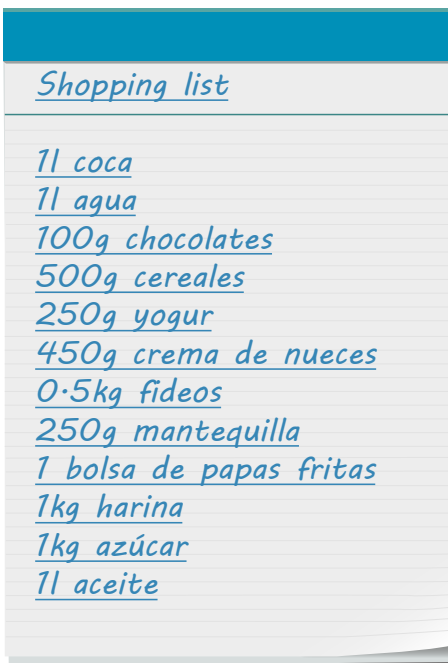 Shopping list
1l coca
1l agua
100g chocolates
500g cereales
250g yogur
450g crema de nueces
0.5kg fideos
250g mantequilla
1 bolsa de papas fritas
1kg harina
1kg azúcar
1l aceite